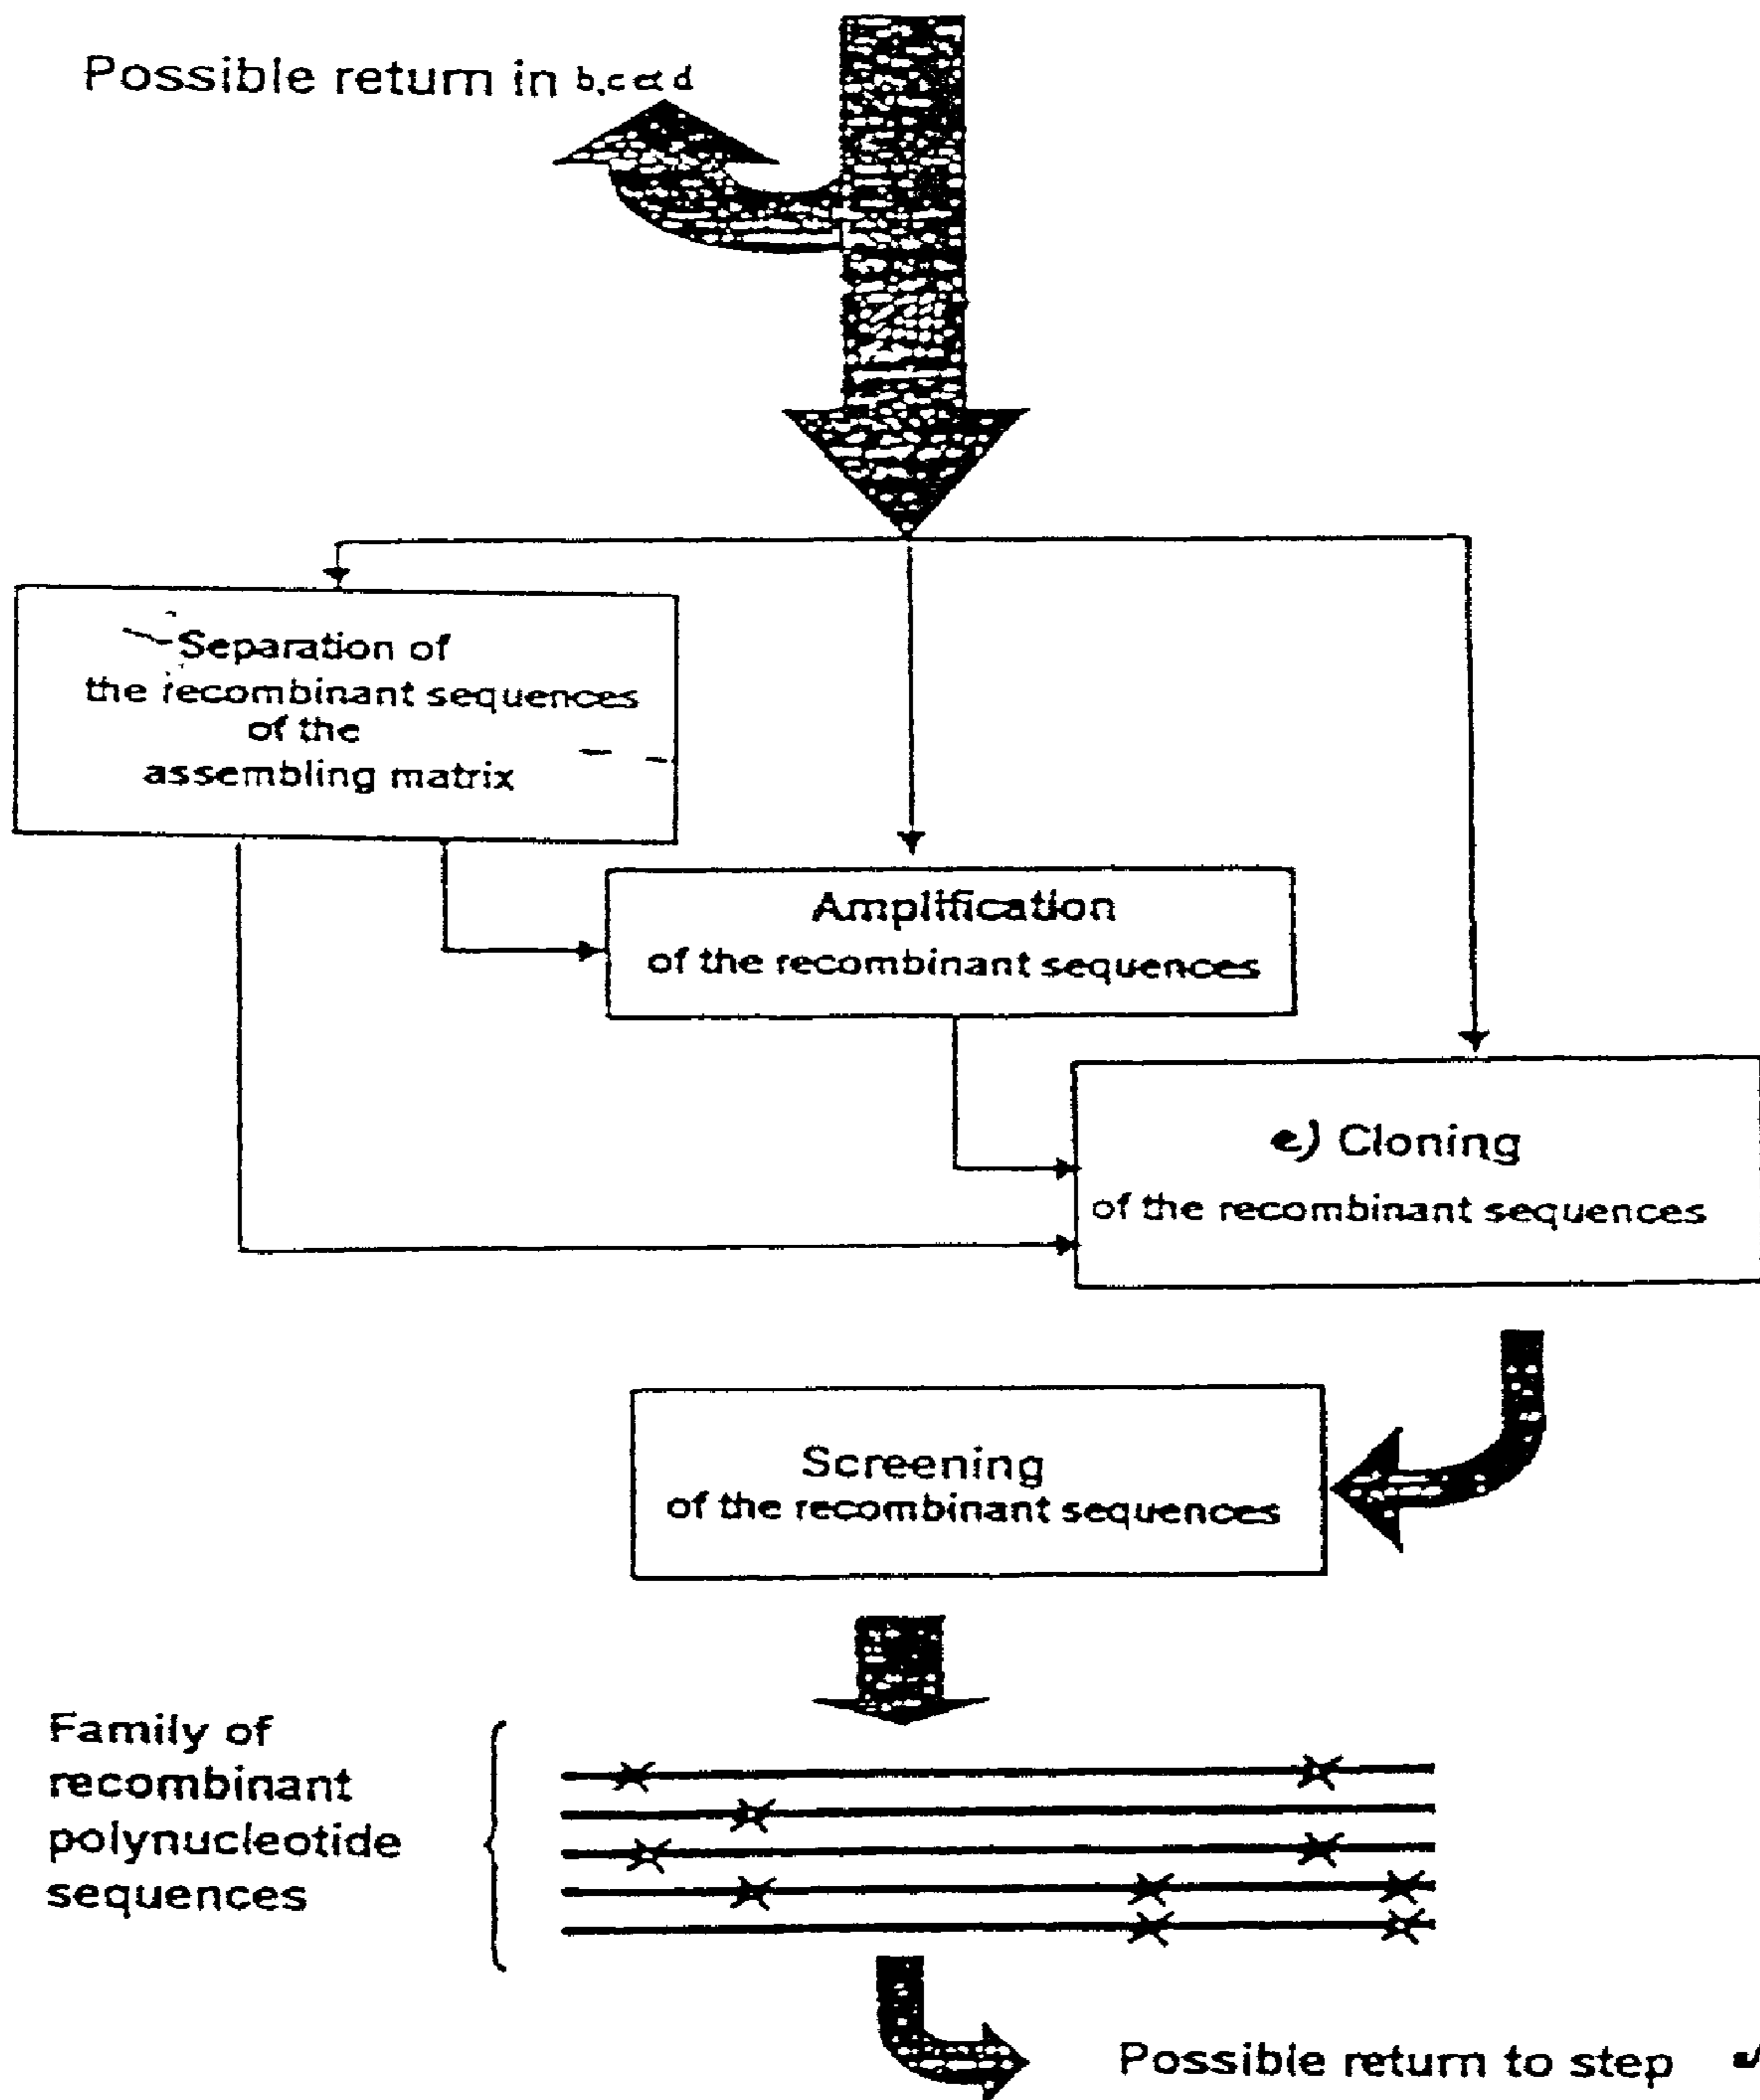 Possible return in b,c et d
Separation of
the recombinant sequences
of the
assembling matrix
Amplification
of the recombinant sequences
e) Cloning
of the recombinant sequences
Screening
of the recombinant sequences
Family of
recombinant
polynucleotide
sequences
Possible return to step